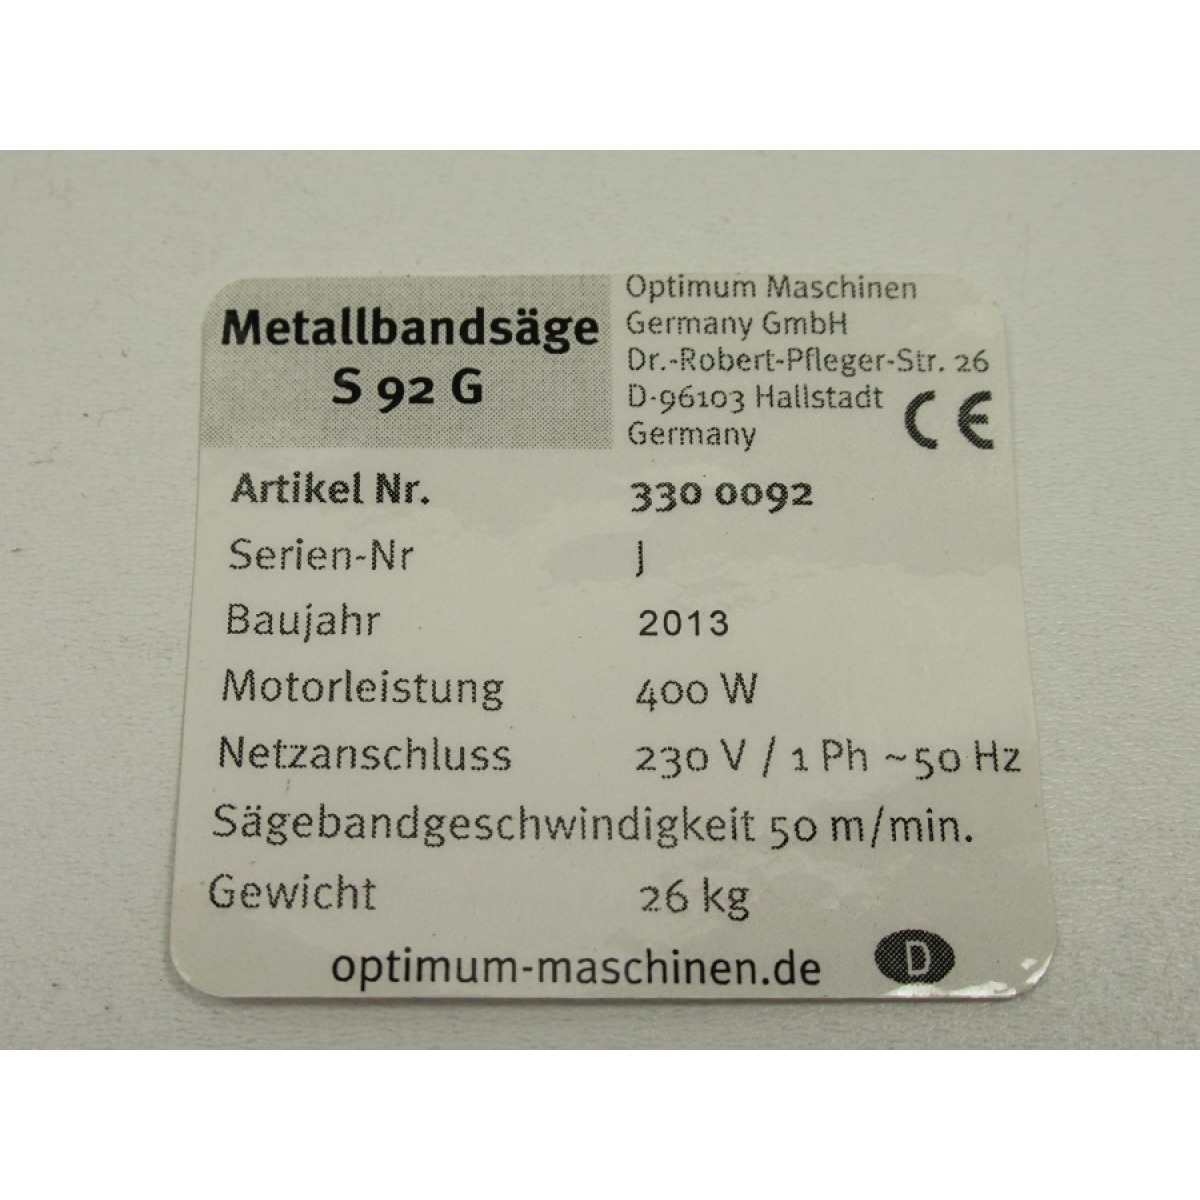 Metallbandsäge
S 92 G
Optimum Maschinen
Germany GmbH
Dr.-Robert-Pfleger-Str. 26
D-96103 Hallstadt
Germany
CE
Artikel Nr. 330 0092
Serien-Nr J
Baujahr 2013
Motorleistung 400 W
Netzanschluss 230 V / 1 Ph ~50 Hz
Sägebandgeschwindigkeit 50 m/min.
Gewicht 26 kg
optimum-maschinen.de D